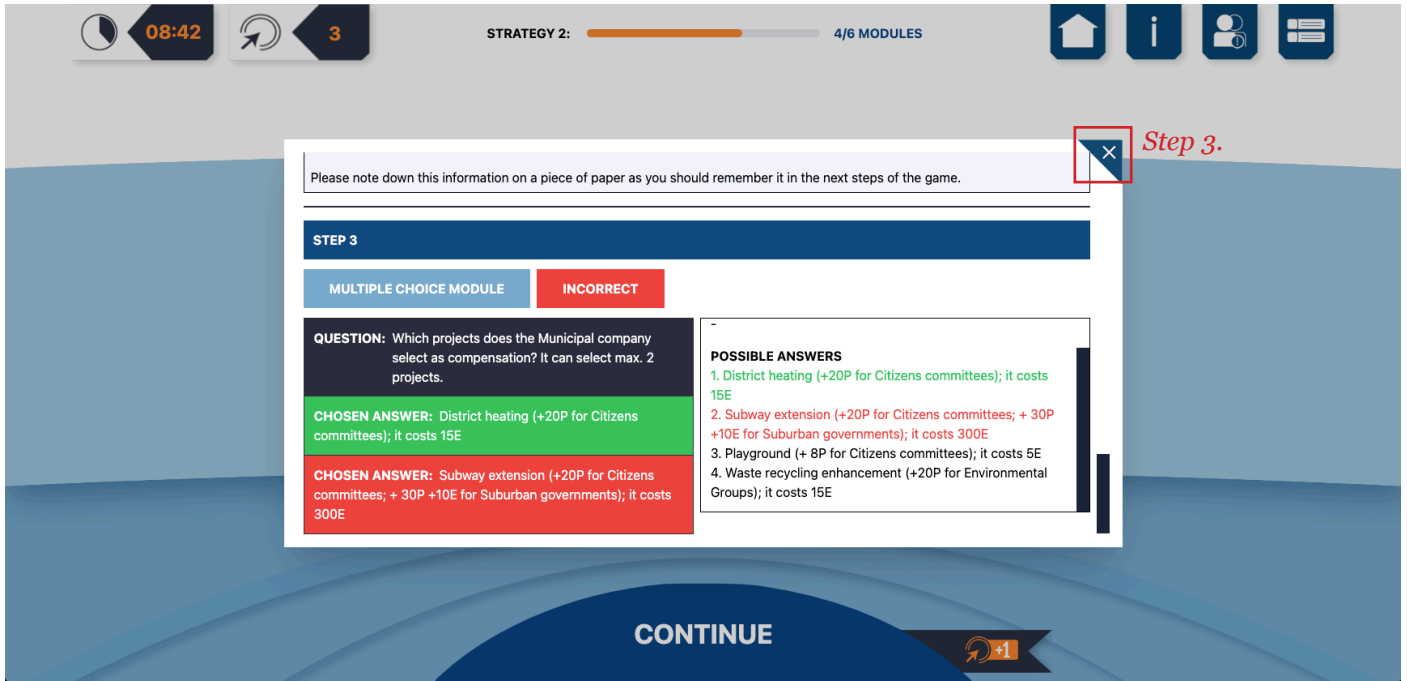 08:42
3
STRATEGY 2:
4/6 MODULES
i
Step 3.
Please note down this information on a piece of paper as you should remember it in the next steps of the game.
STEP 3
MULTIPLE CHOICE MODULE
INCORRECT
QUESTION: Which projects does the Municipal company
select as compensation? It can select max. 2
projects.
CHOSEN ANSWER: District heating (+20P for Citizens
committees); it costs 15E
CHOSEN ANSWER: Subway extension (+20P for Citizens
committees; + 30P +10E for Suburban governments); it costs
300E
-
POSSIBLE ANSWERS
1. District heating (+20P for Citizens committees); it costs
15E
2. Subway extension (+20P for Citizens committees; + 30P
+10E for Suburban governments); it costs 300E
3. Playground (+ 8P for Citizens committees); it costs 5E
4. Waste recycling enhancement (+20P for Environmental
Groups); it costs 15E
CONTINUE
+1